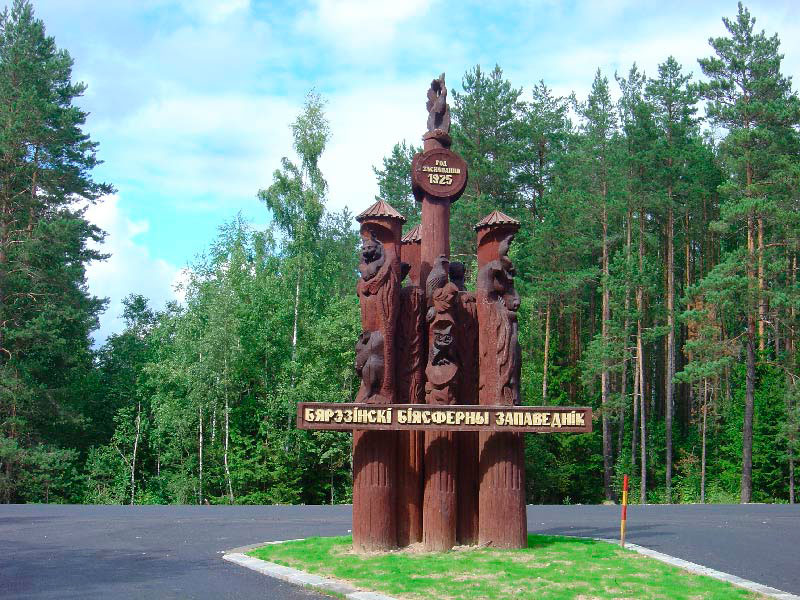 ГОД
ЗАСНАВАННЯ
1925
БЯРЭЗІНСКІ БІЯСФЕРНЫ ЗАПАВЕДНІК